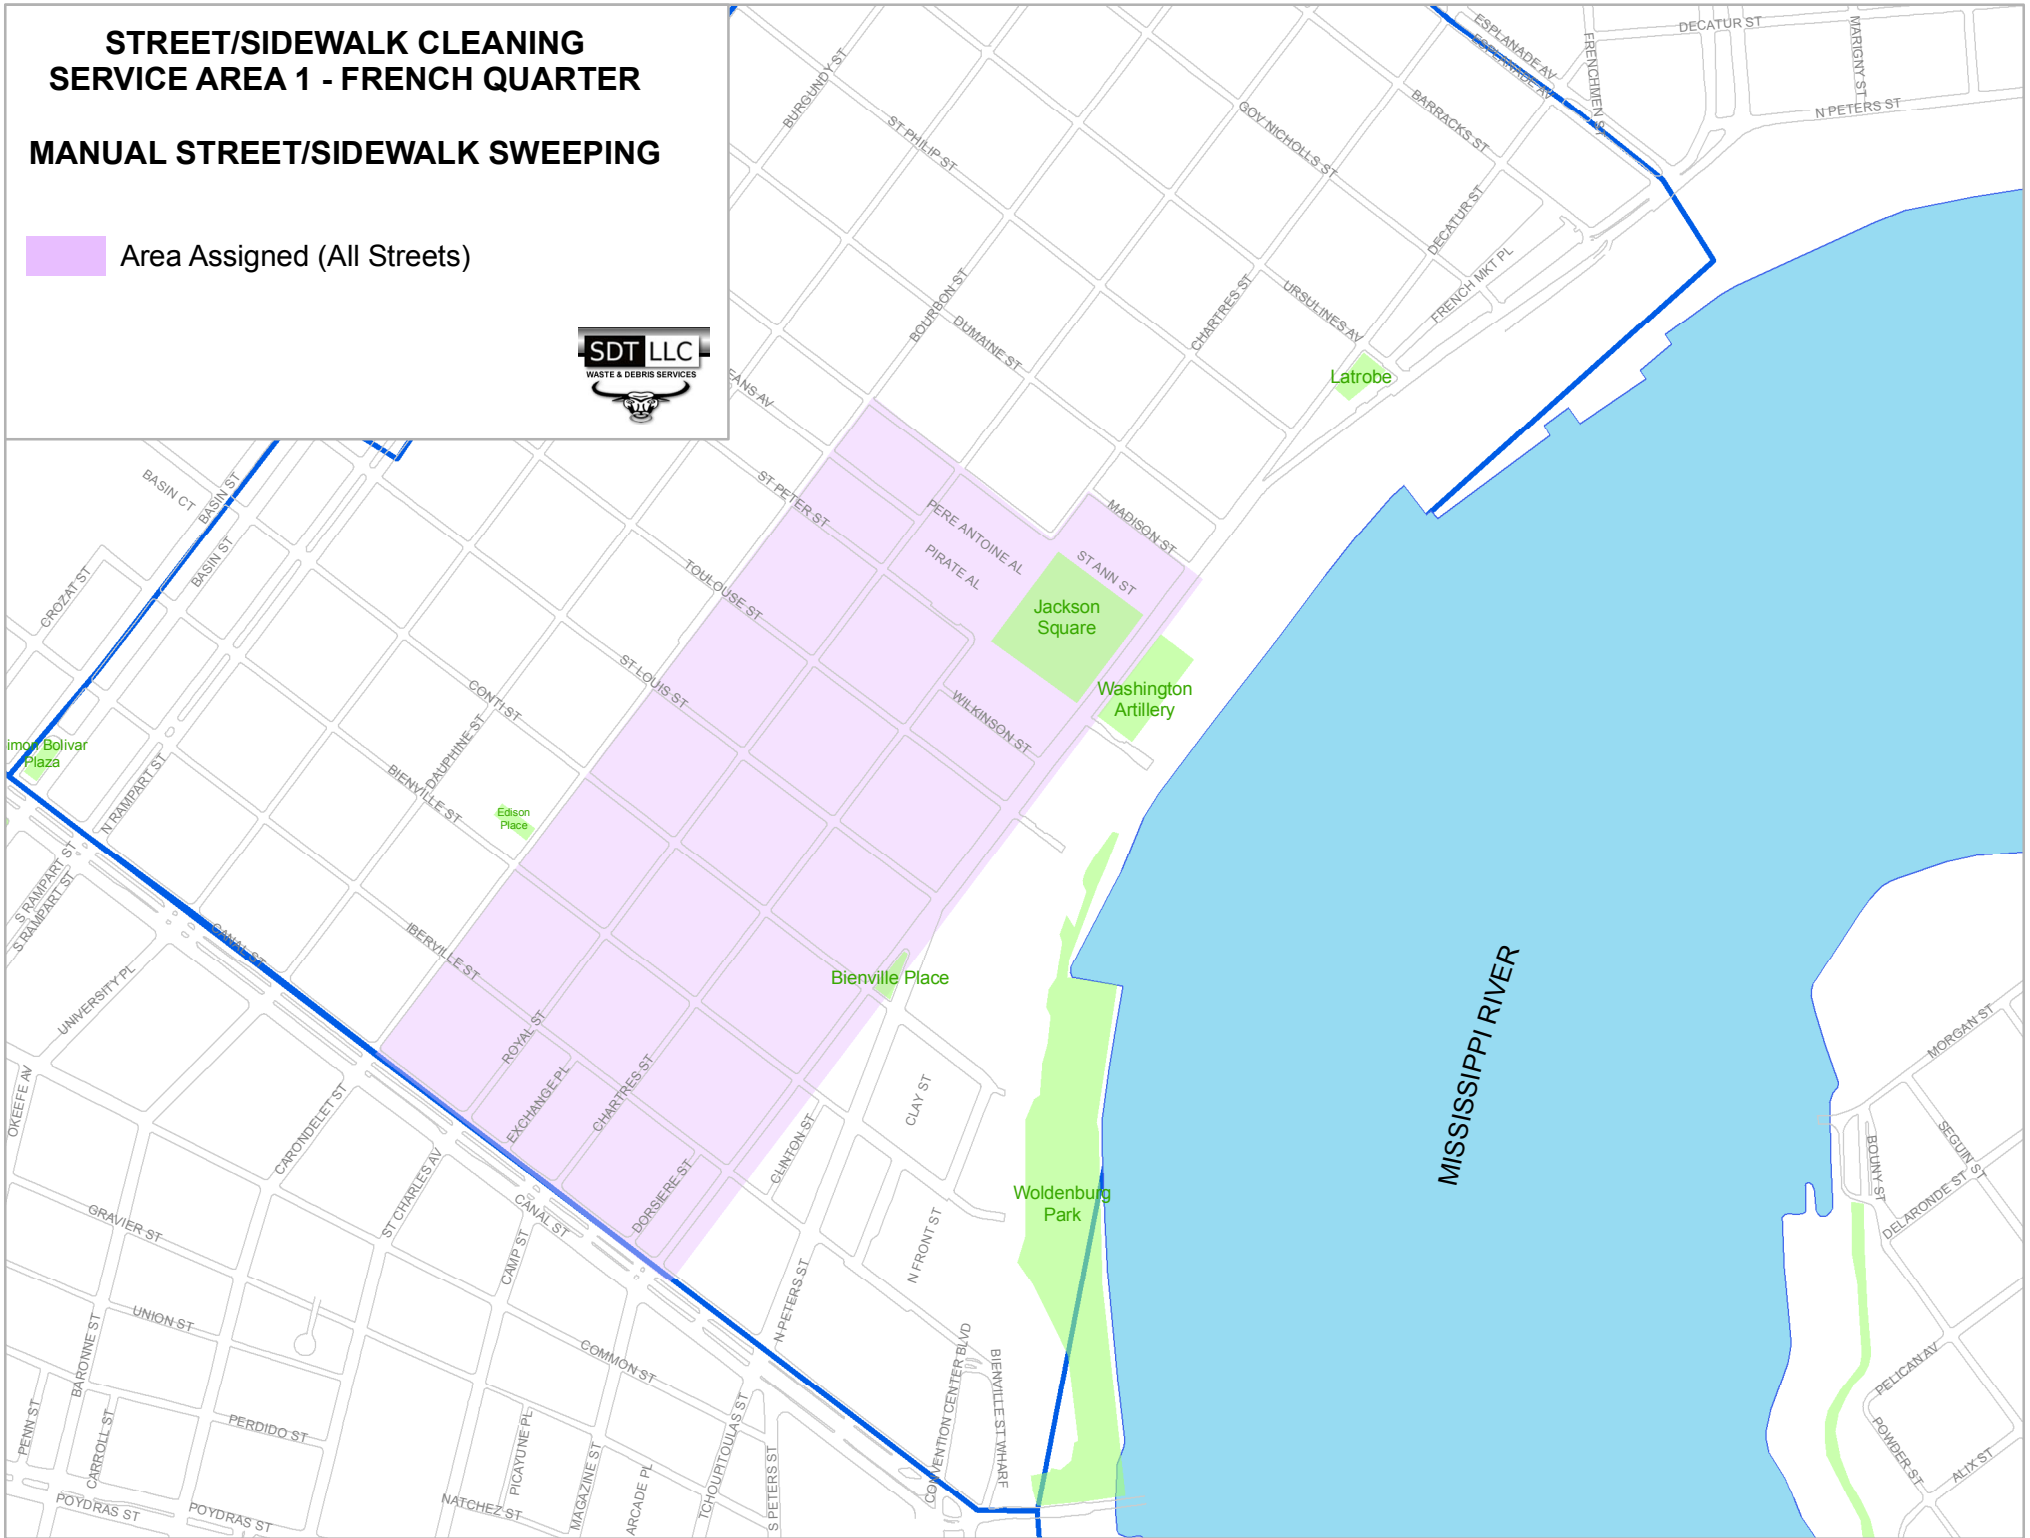 STREET/SIDEWALK CLEANING
SERVICE AREA 1 - FRENCH QUARTER
MANUAL STREET/SIDEWALK SWEEPING
Area Assigned (All Streets)
SDT LLC
WASTE & DEBRIS SERVICES
DECATUR ST
MARIGNY ST
ESPLANADE AV
ESPLANADE AV
FRENCHMEN ST
N PETERS ST
BURGUNDY ST
ST PHILIP ST
GOV NICHOLLS ST
BARRACKS ST
DECATUR ST
FRENCH MKT PL
URSULINES AV
CHARTRES ST
BOURBON ST
DUMAINE ST
Latrobe
EANS AV
BASIN CT
BASIN ST
BASIN ST
CROZAT ST
ST PETER ST
PERE ANTOINE AL
PIRATE AL
MADISON ST
ST ANN ST
Jackson
Square
TOULOUSE ST
ST LOUIS ST
Washington
Artillery
WILKINSON ST
CONTI ST
DAUPHINE ST
BIENVILLE ST
imon Bolivar
Plaza
N RAMPART ST
Edison
Place
S RAMPART ST
S RAMPART ST
CANAL ST
IBERVILLE ST
UNIVERSITY PL
Bienville Place
ROYAL ST
EXCHANGE PL
CHARTRES ST
CLAY ST
CLINTON ST
DORSIERE ST
OKEEFE AV
CARONDELET ST
ST CHARLES AV
CANAL ST
CAMP ST
GRAVIER ST
N FRONT ST
N PETERS ST
Woldenburg
Park
MISSISSIPPI RIVER
MORGAN ST
SEGUIN ST
BOUNY ST
DELARONDE ST
UNION ST
BARONNE ST
COMMON ST
CONVENTION CENTER BLVD
BIENVILLE ST WHARF
PELICAN AV
POWDER ST
ALIX ST
PENN ST
CARROLL ST
PERDIDO ST
PICAYUNE PL
MAGAZINE ST
ARCADE PL
TCHOUPITOULAS ST
S PETERS ST
POYDRAS ST
POYDRAS ST
NATCHEZ ST